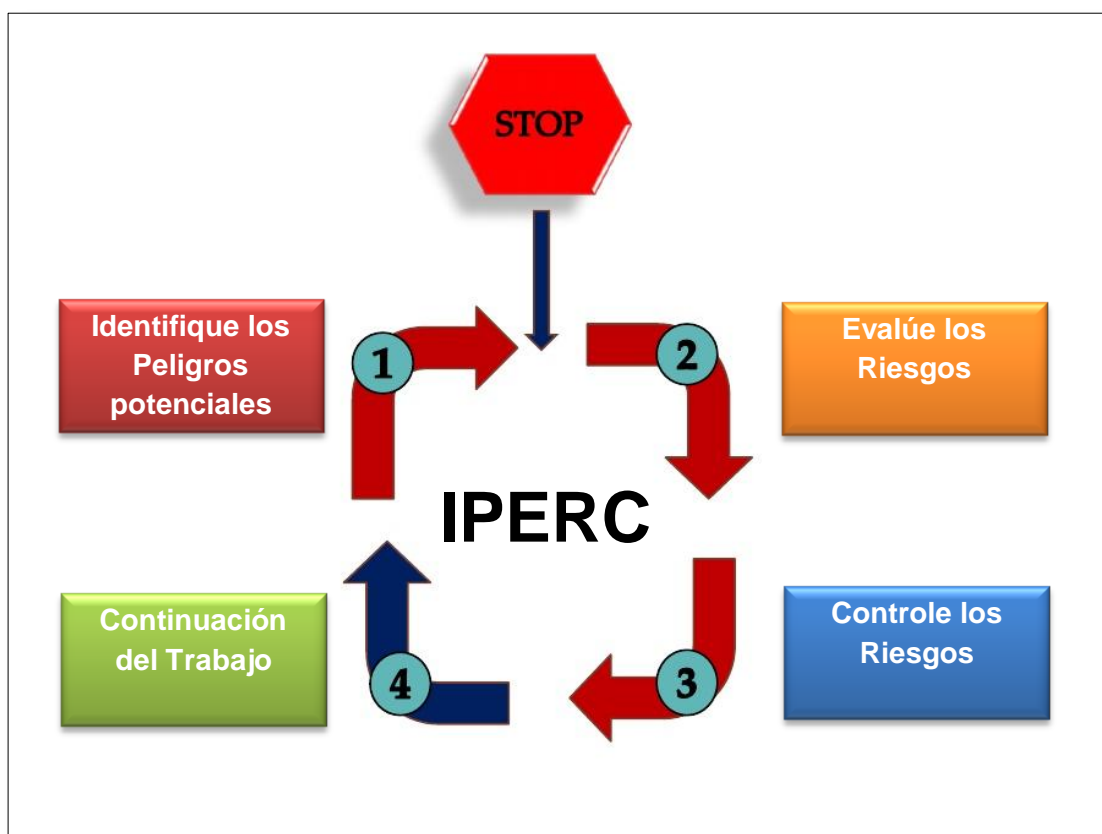 STOP
1
Identifique los
Peligros
potenciales
2
Evalúe los
Riesgos
IPERC
4
Continuación
del Trabajo
3
Controle los
Riesgos